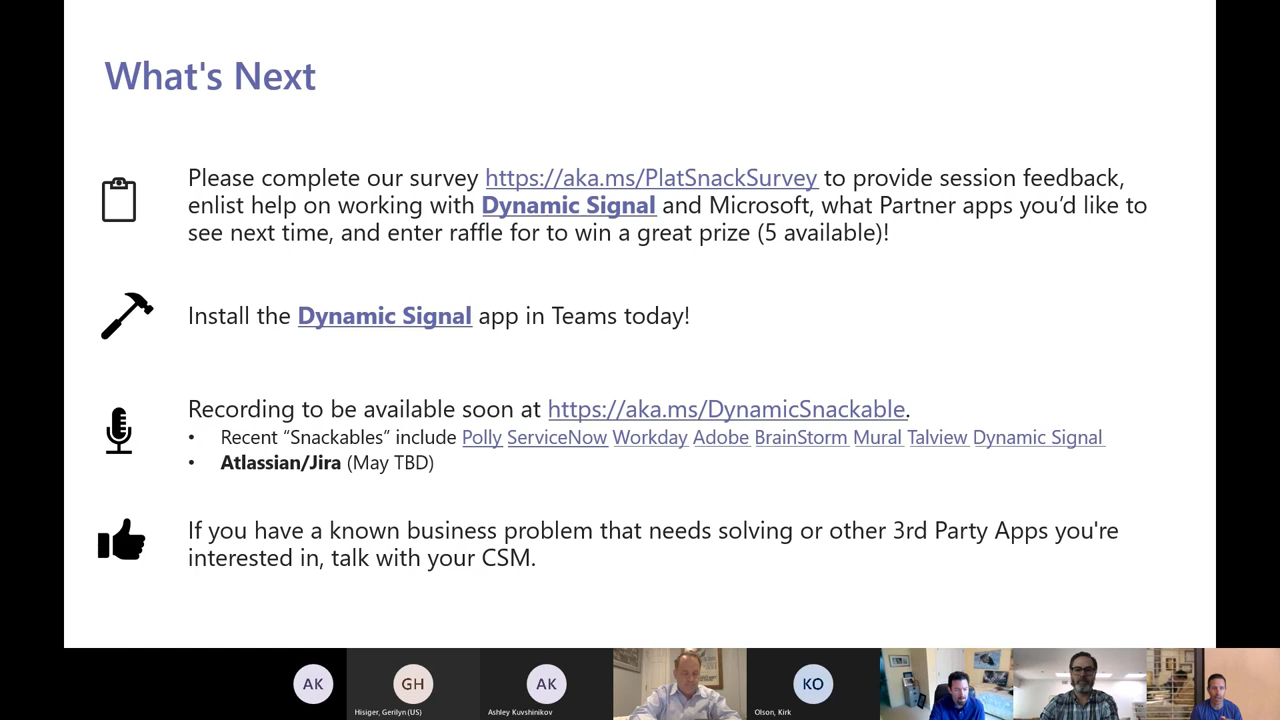 What's Next
Please complete our survey https://aka.ms/PlatSnackSurvey to provide session feedback,
enlist help on working with Dynamic Signal and Microsoft, what Partner apps you’d like to
see next time, and enter raffle for to win a great prize (5 available)!
Install the Dynamic Signal app in Teams today!
Recording to be available soon at https://aka.ms/DynamicSnackable.
• Recent “Snackables” include Polly ServiceNow Workday Adobe BrainStorm Mural Talview Dynamic Signal
• Atlassian/Jira (May TBD)
If you have a known business problem that needs solving or other 3rd Party Apps you're
interested in, talk with your CSM.
AK
GH
AK
KO
Hisiger, Gerilyn (US)
Ashley Kuvshinikov
Olson, Kirk